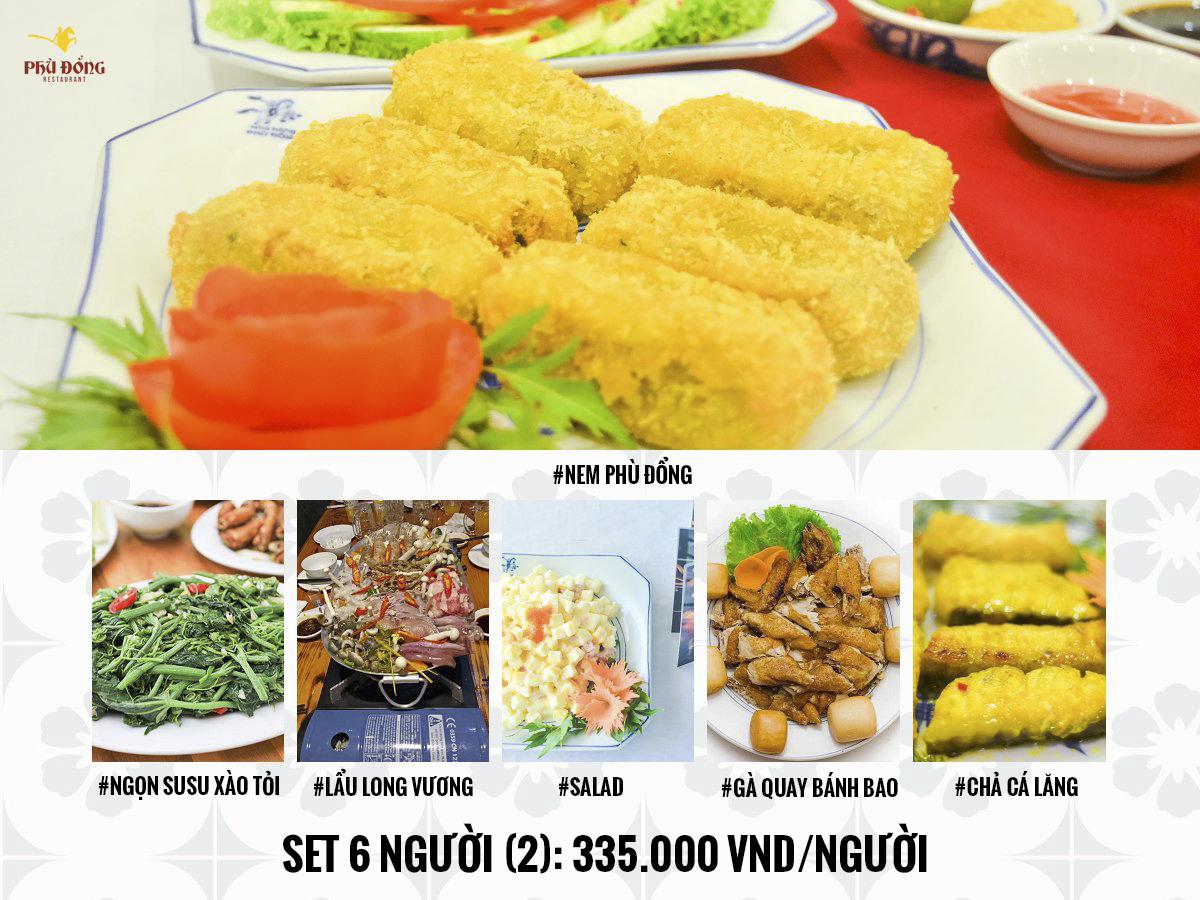 PHÙ ĐỔNG
RESTAURANT
#NEM PHÙ ĐỔNG
#NGỌN SUSU XÀO TỎI
#LẨU LONG VƯƠNG
#SALAD
#GÀ QUAY BÁNH BAO
#CHẢ CÁ LĂNG
SET 6 NGƯỜI (2): 335.000 VND/NGƯỜI